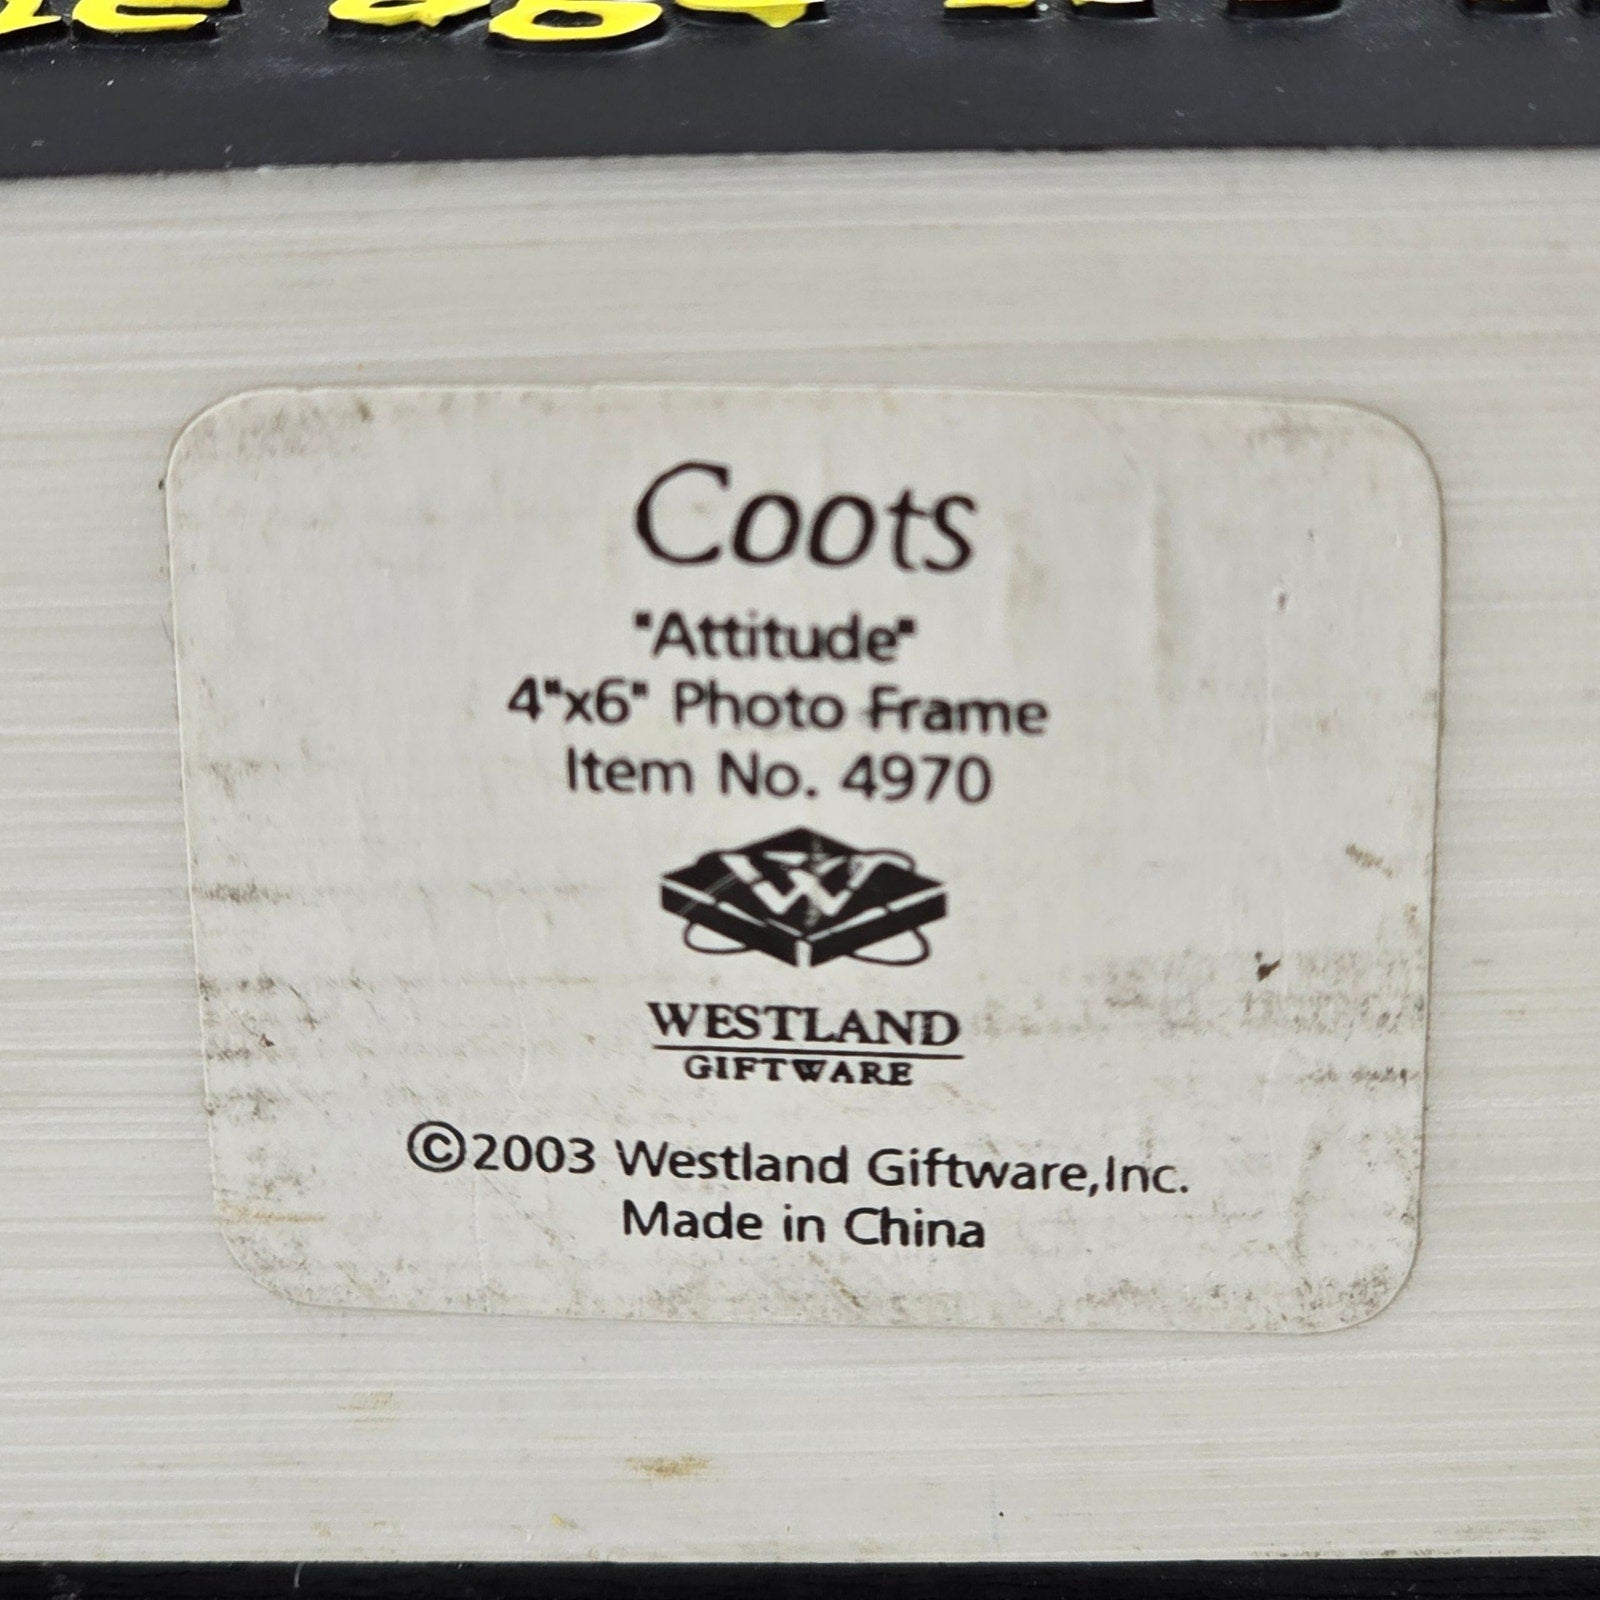 Coots
"Attitude"
4"x6" Photo Frame
Item No. 4970
W
WESTLAND
GIFTWARE
©2003 Westland Giftware,Inc.
Made in China